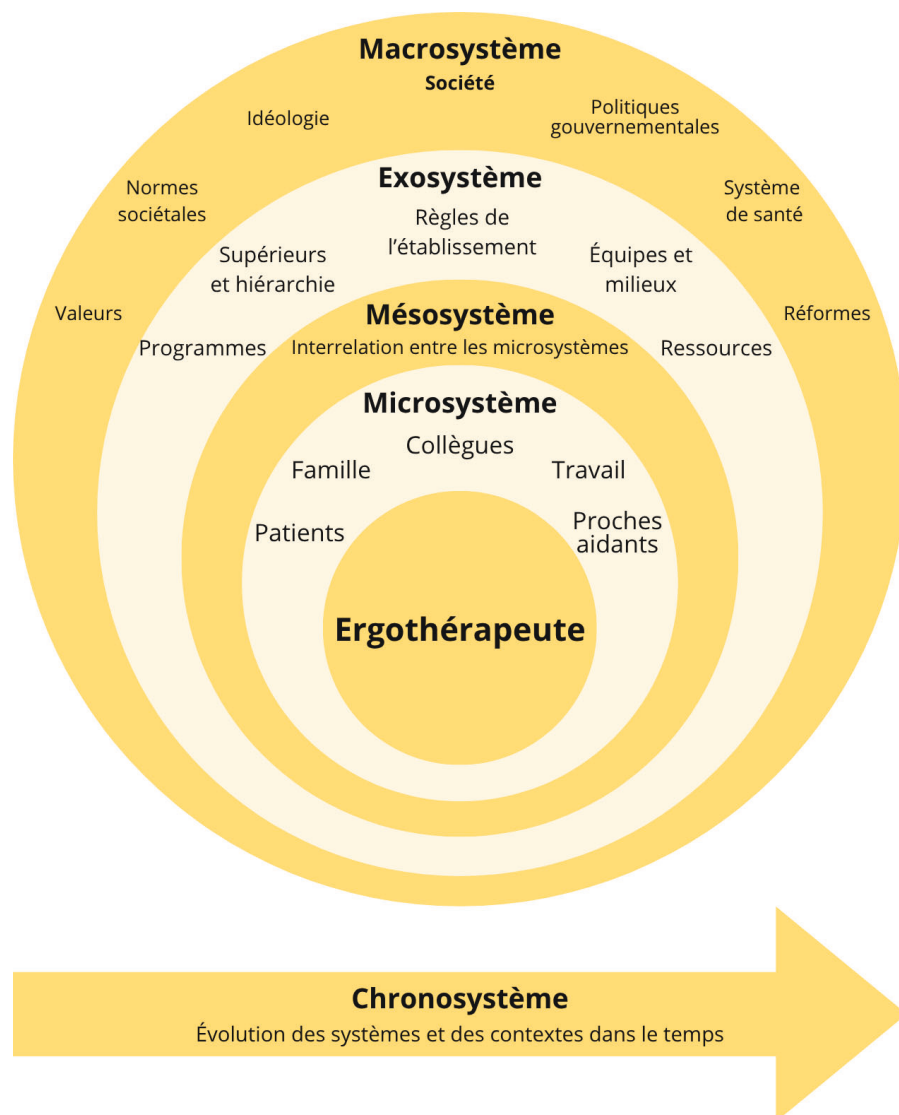 Macrosystème
Société
Idéologie
Politiques
gouvernementales
Normes
sociétales
Système
de santé
Valeurs
Réformes
Exosystème
Règles de
l’établissement
Supérieurs
et hiérarchie
Équipes et
milieux
Programmes
Ressources
Mésosystème
Interrelation entre les microsystèmes
Microsystème
Collègues
Famille
Travail
Patients
Proches
aidants
Ergothérapeute
Chronosystème
Évolution des systèmes et des contextes dans le temps